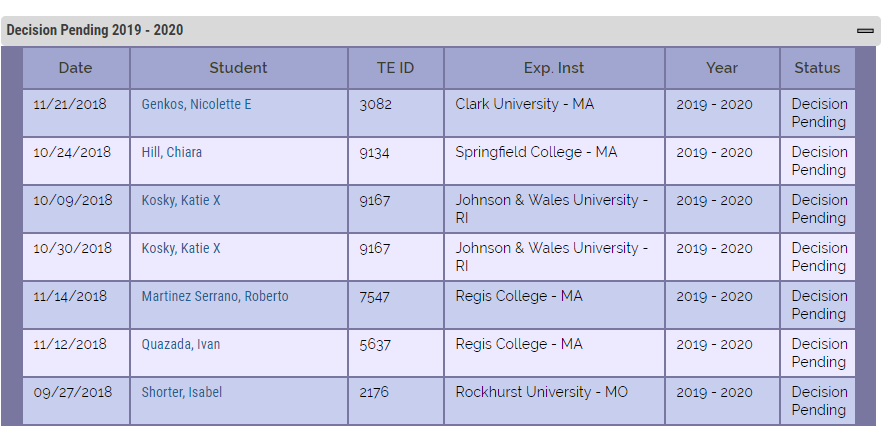 Decision Pending 2019 - 2020
Date Student TE ID Exp. Inst Year Status
11/21/2018 Genkos, Nicolette E 3082 Clark University - MA 2019 - 2020 Decision
Pending
10/24/2018 Hill, Chiara 9134 Springfield College - MA 2019 - 2020 Decision
Pending
10/09/2018 Kosky, Katie X 9167 Johnson & Wales University - 2019 - 2020 Decision
RI Pending
10/30/2018 Kosky, Katie X 9167 Johnson & Wales University - 2019 - 2020 Decision
RI Pending
11/14/2018 Martinez Serrano, Roberto 7547 Regis College - MA 2019 - 2020 Decision
Pending
11/12/2018 Quazada, Ivan 5637 Regis College - MA 2019 - 2020 Decision
Pending
09/27/2018 Shorter, Isabel 2176 Rockhurst University - MO 2019 - 2020 Decision
Pending